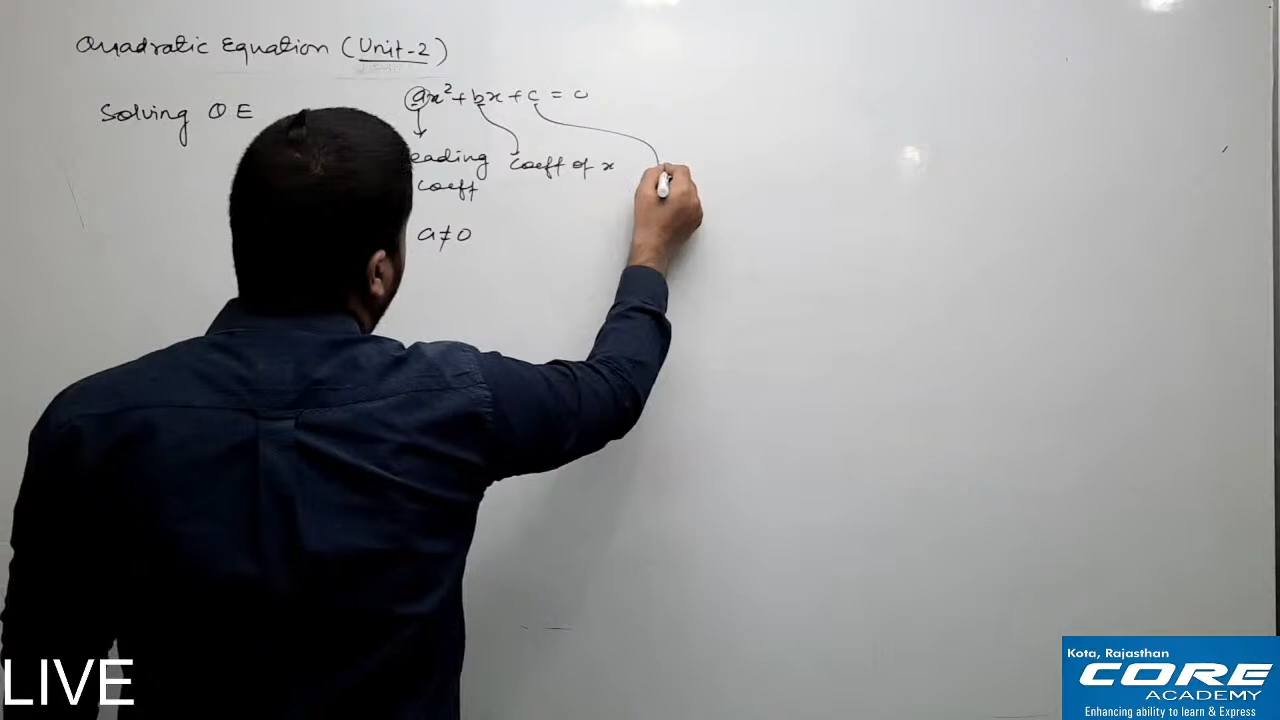 Quadratic Equation (Unit-2)
Solving QE
ax² + bx + c = 0
eading coeff of x
coeff
a≠0
LIVE
Kota, Rajasthan
CORE
ACADEMY
Enhancing ability to learn & Express